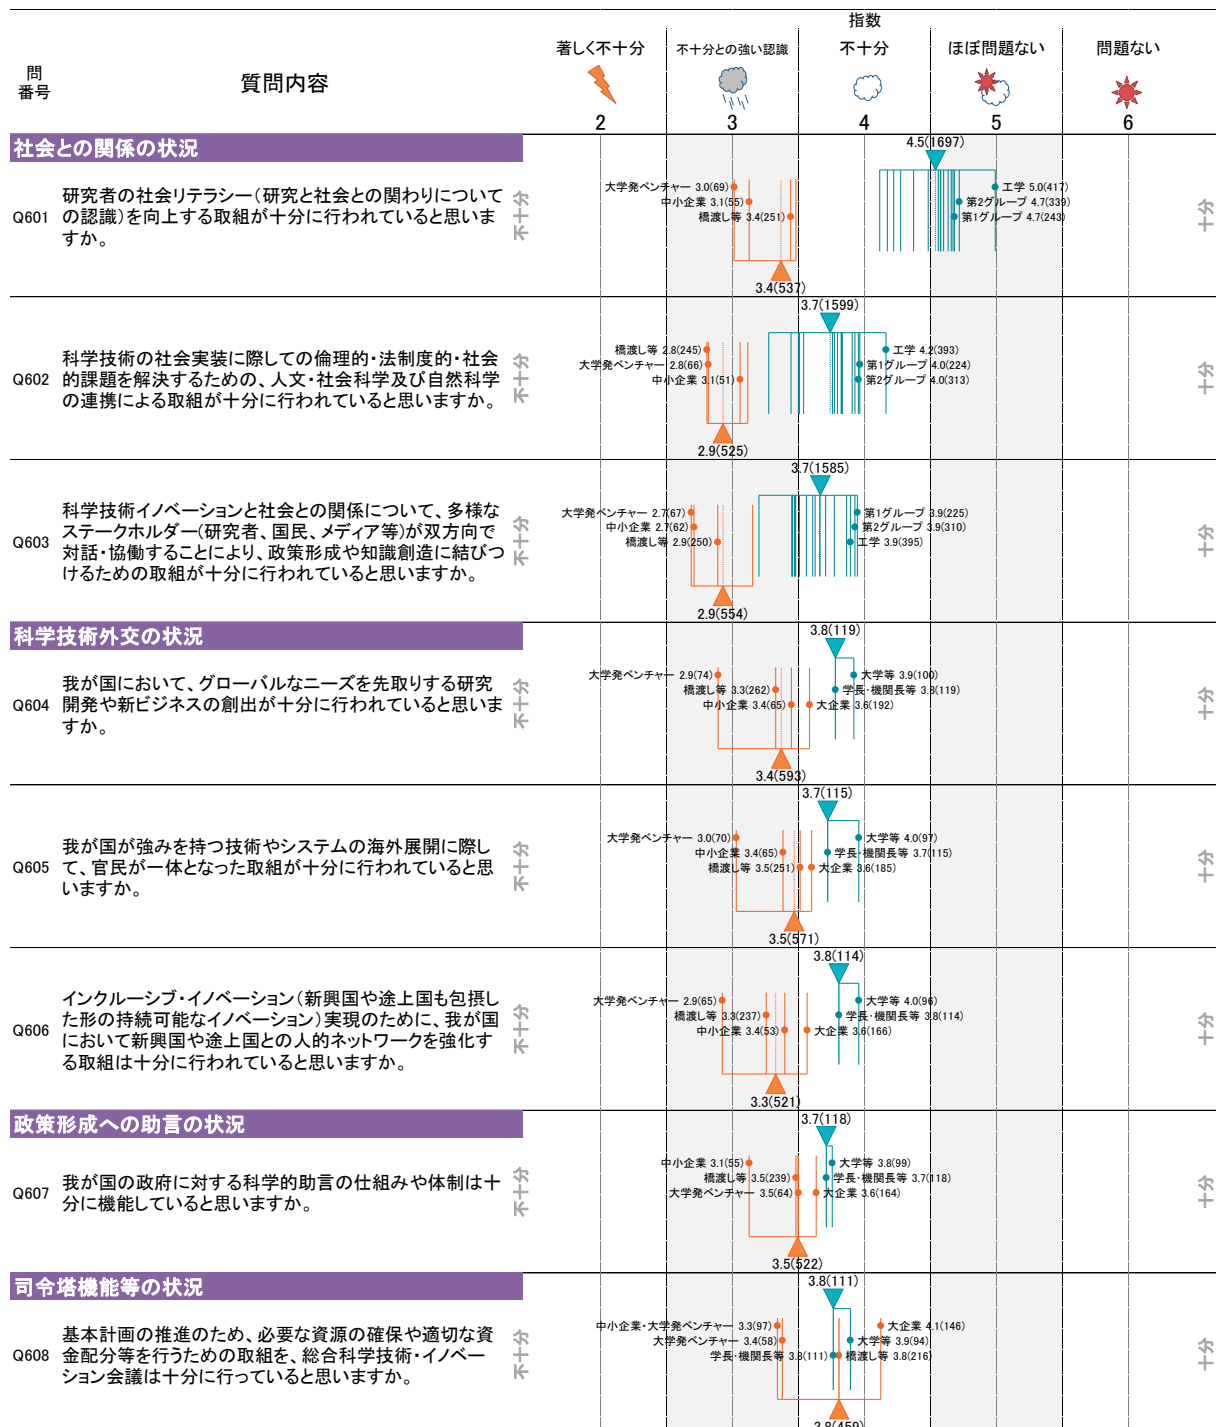 指数
著しく不十分
不十分との強い認識
不十分
ほぼ問題ない
問題ない
問
番号
質問内容
2
3
4
5
6
社会との関係の状況
4.5(1697)
Q601
研究者の社会リテラシー（研究と社会との関わりについて
の認識）を向上する取組が十分に行われていると思いま
すか。
不十分
大学発ベンチャー 3.0(69)
中小企業 3.1(55)
橋渡し等 3.4(251)
工学 5.0(417)
第2グループ 4.7(339)
第1グループ 4.7(243)
十分
3.4(537)
3.7(1599)
Q602
科学技術の社会実装に際しての倫理的・法制度的・社会
的課題を解決するための、人文・社会科学及び自然科学
の連携による取組が十分に行われていると思いますか。
不十分
橋渡し等 2.8(245)
大学発ベンチャー 2.8(66)
中小企業 3.1(51)
工学 4.2(393)
第1グループ 4.0(224)
第2グループ 4.0(313)
十分
2.9(525)
3.7(1585)
Q603
科学技術イノベーションと社会との関係について、多様な
ステークホルダー(研究者、国民、メディア等)が双方向で
対話・協働することにより、政策形成や知識創造に結びつ
けるための取組が十分に行われていると思いますか。
不十分
大学発ベンチャー 2.7(67)
中小企業 2.7(62)
橋渡し等 2.9(250)
第1グループ 3.9(225)
第2グループ 3.9(310)
工学 3.9(395)
十分
2.9(554)
科学技術外交の状況
3.8(119)
Q604
我が国において、グローバルなニーズを先取りする研究
開発や新ビジネスの創出が十分に行われていると思いま
すか。
不十分
大学発ベンチャー 2.9(74)
橋渡し等 3.3(262)
中小企業 3.4(65)
大学等 3.9(100)
学長・機関長等 3.8(119)
大企業 3.6(192)
十分
3.4(593)
3.7(115)
Q605
我が国が強みを持つ技術やシステムの海外展開に際し
て、官民が一体となった取組が十分に行われていると思
いますか。
不十分
大学発ベンチャー 3.0(70)
中小企業 3.4(65)
橋渡し等 3.5(251)
大学等 4.0(97)
学長・機関長等 3.7(115)
大企業 3.6(185)
十分
3.5(571)
3.8(114)
Q606
インクルーシブ・イノベーション（新興国や途上国も包摂し
た形の持続可能なイノベーション）実現のために、我が国
において新興国や途上国との人的ネットワークを強化す
る取組は十分に行われていると思いますか。
不十分
大学発ベンチャー 2.9(65)
橋渡し等 3.3(237)
中小企業 3.4(53)
大学等 4.0(96)
学長・機関長等 3.8(114)
大企業 3.6(166)
十分
3.3(521)
政策形成への助言の状況
3.7(118)
Q607
我が国の政府に対する科学的助言の仕組みや体制は十
分に機能していると思いますか。
不十分
中小企業 3.1(55)
橋渡し等 3.5(239)
大学発ベンチャー 3.5(64)
大学等 3.8(99)
学長・機関長等 3.7(118)
大企業 3.6(164)
十分
3.5(522)
司令塔機能等の状況
3.8(111)
Q608
基本計画の推進のため、必要な資源の確保や適切な資
金配分等を行うための取組を、総合科学技術・イノベー
ション会議は十分に行っていると思いますか。
不十分
中小企業・大学発ベンチャー 3.3(97)
大学発ベンチャー 3.4(58)
学長・機関長等 3.8(111)
大企業 4.1(146)
大学等 3.9(94)
橋渡し等 3.8(216)
十分
3.8(459)